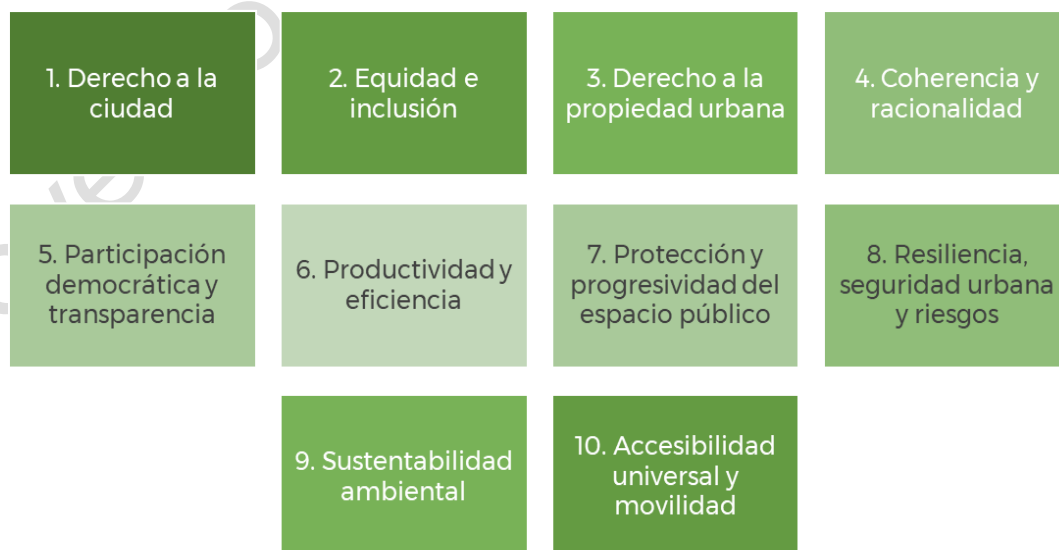 1. Derecho a la
ciudad
2. Equidad e
inclusión
3. Derecho a la
propiedad urbana
4. Coherencia y
racionalidad
5. Participación
democrática y
transparencia
6. Productividad y
eficiencia
7. Protección y
progresividad del
espacio público
8. Resiliencia,
seguridad urbana
y riesgos
9. Sustentabilidad
ambiental
10. Accesibilidad
universal y
movilidad